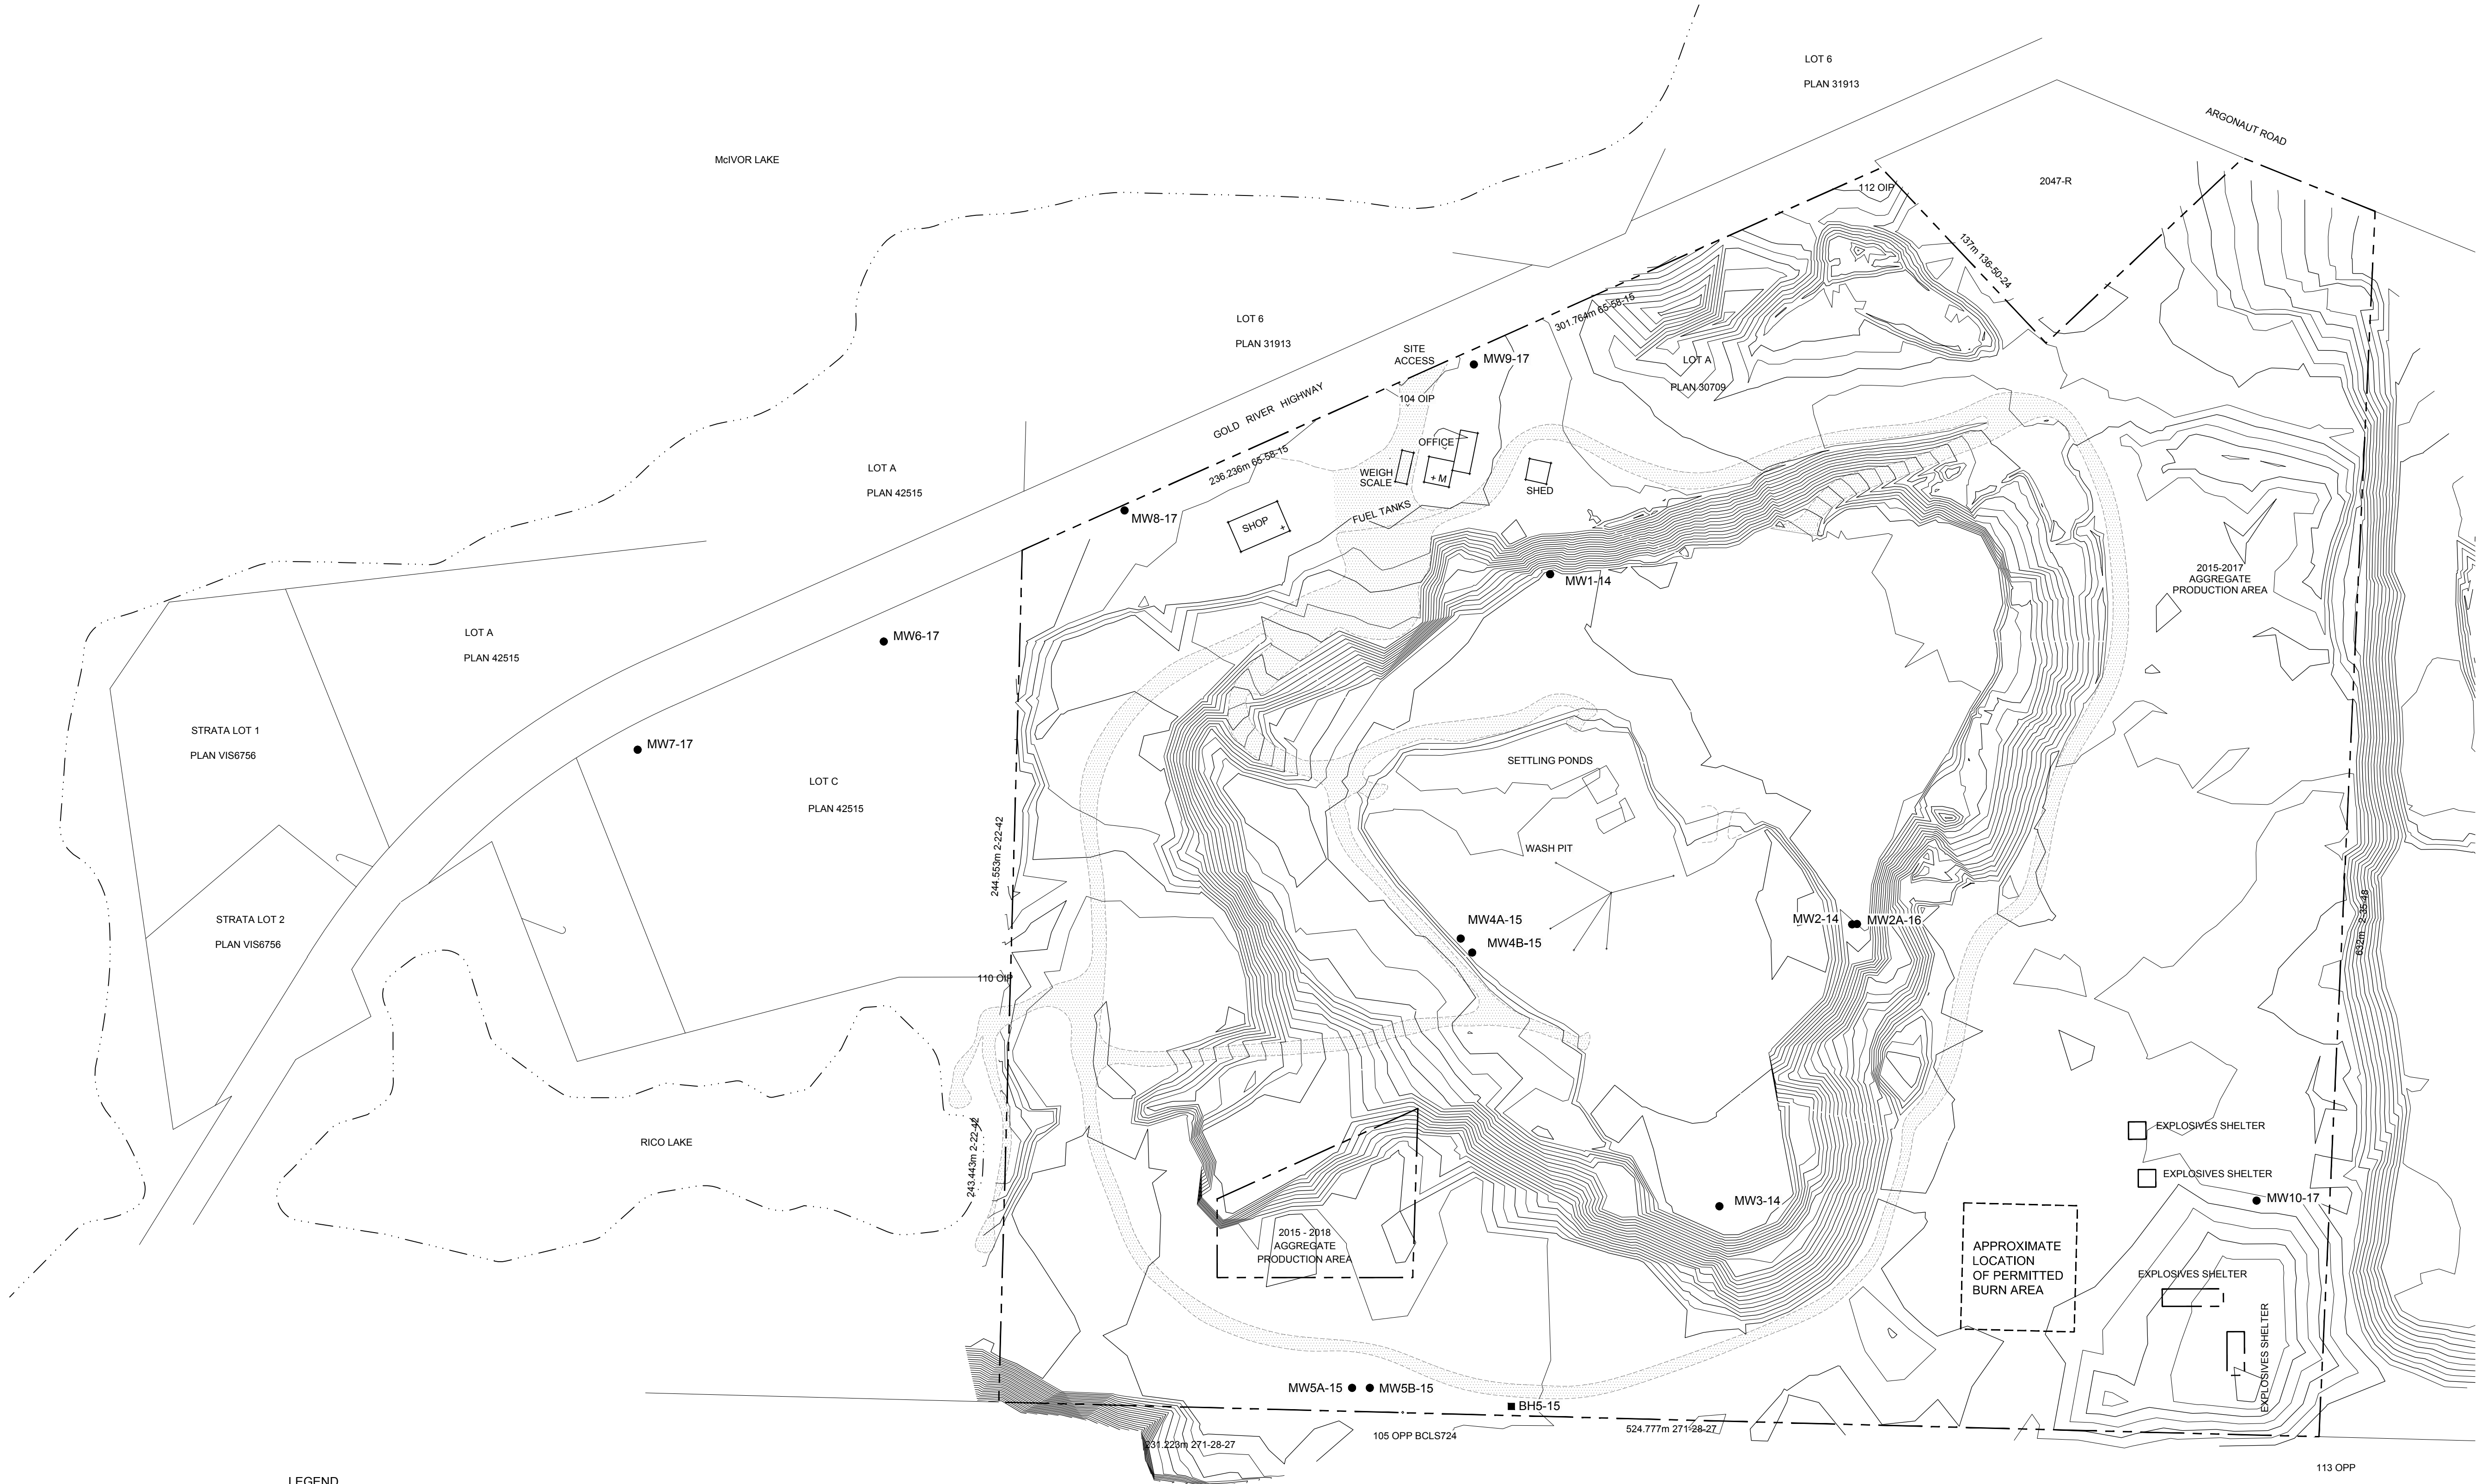 LOT 6
PLAN 31913
ARGONAUT ROAD
McIVOR LAKE
2047-R
112 OIP
137m 136-50-24
301.764m 65-58-15
LOT 6
PLAN 31913
SITE
ACCESS
MW9-17
LOT A
PLAN 30709
104 OIP
GOLD RIVER HIGHWAY
OFFICE
236.236m 65-58-15
LOT A
PLAN 42515
WEIGH
SCALE
+ M
SHED
FUEL TANKS
MW8-17
SHOP
+
2015-2017
AGGREGATE
PRODUCTION AREA
MW1-14
LOT A
PLAN 42515
MW6-17
STRATA LOT 1
PLAN VIS6756
MW7-17
LOT C
PLAN 42515
SETTLING PONDS
WASH PIT
244.553m 2-22-42
STRATA LOT 2
PLAN VIS6756
MW4A-15
MW4B-15
MW2-14
MW2A-16
632m 2-35-48
110 OIP
RICO LAKE
243.443m 2-22-42
EXPLOSIVES SHELTER
EXPLOSIVES SHELTER
MW3-14
MW10-17
2015 - 2018
AGGREGATE
PRODUCTION AREA
APPROXIMATE
LOCATION
OF PERMITTED
BURN AREA
EXPLOSIVES SHELTER
EXPLOSIVES SHELTER
MW5A-15
MW5B-15
BH5-15
231.223m 271-28-27
105 OPP BCLS724
524.777m 271-28-27
113 OPP
LEGEND